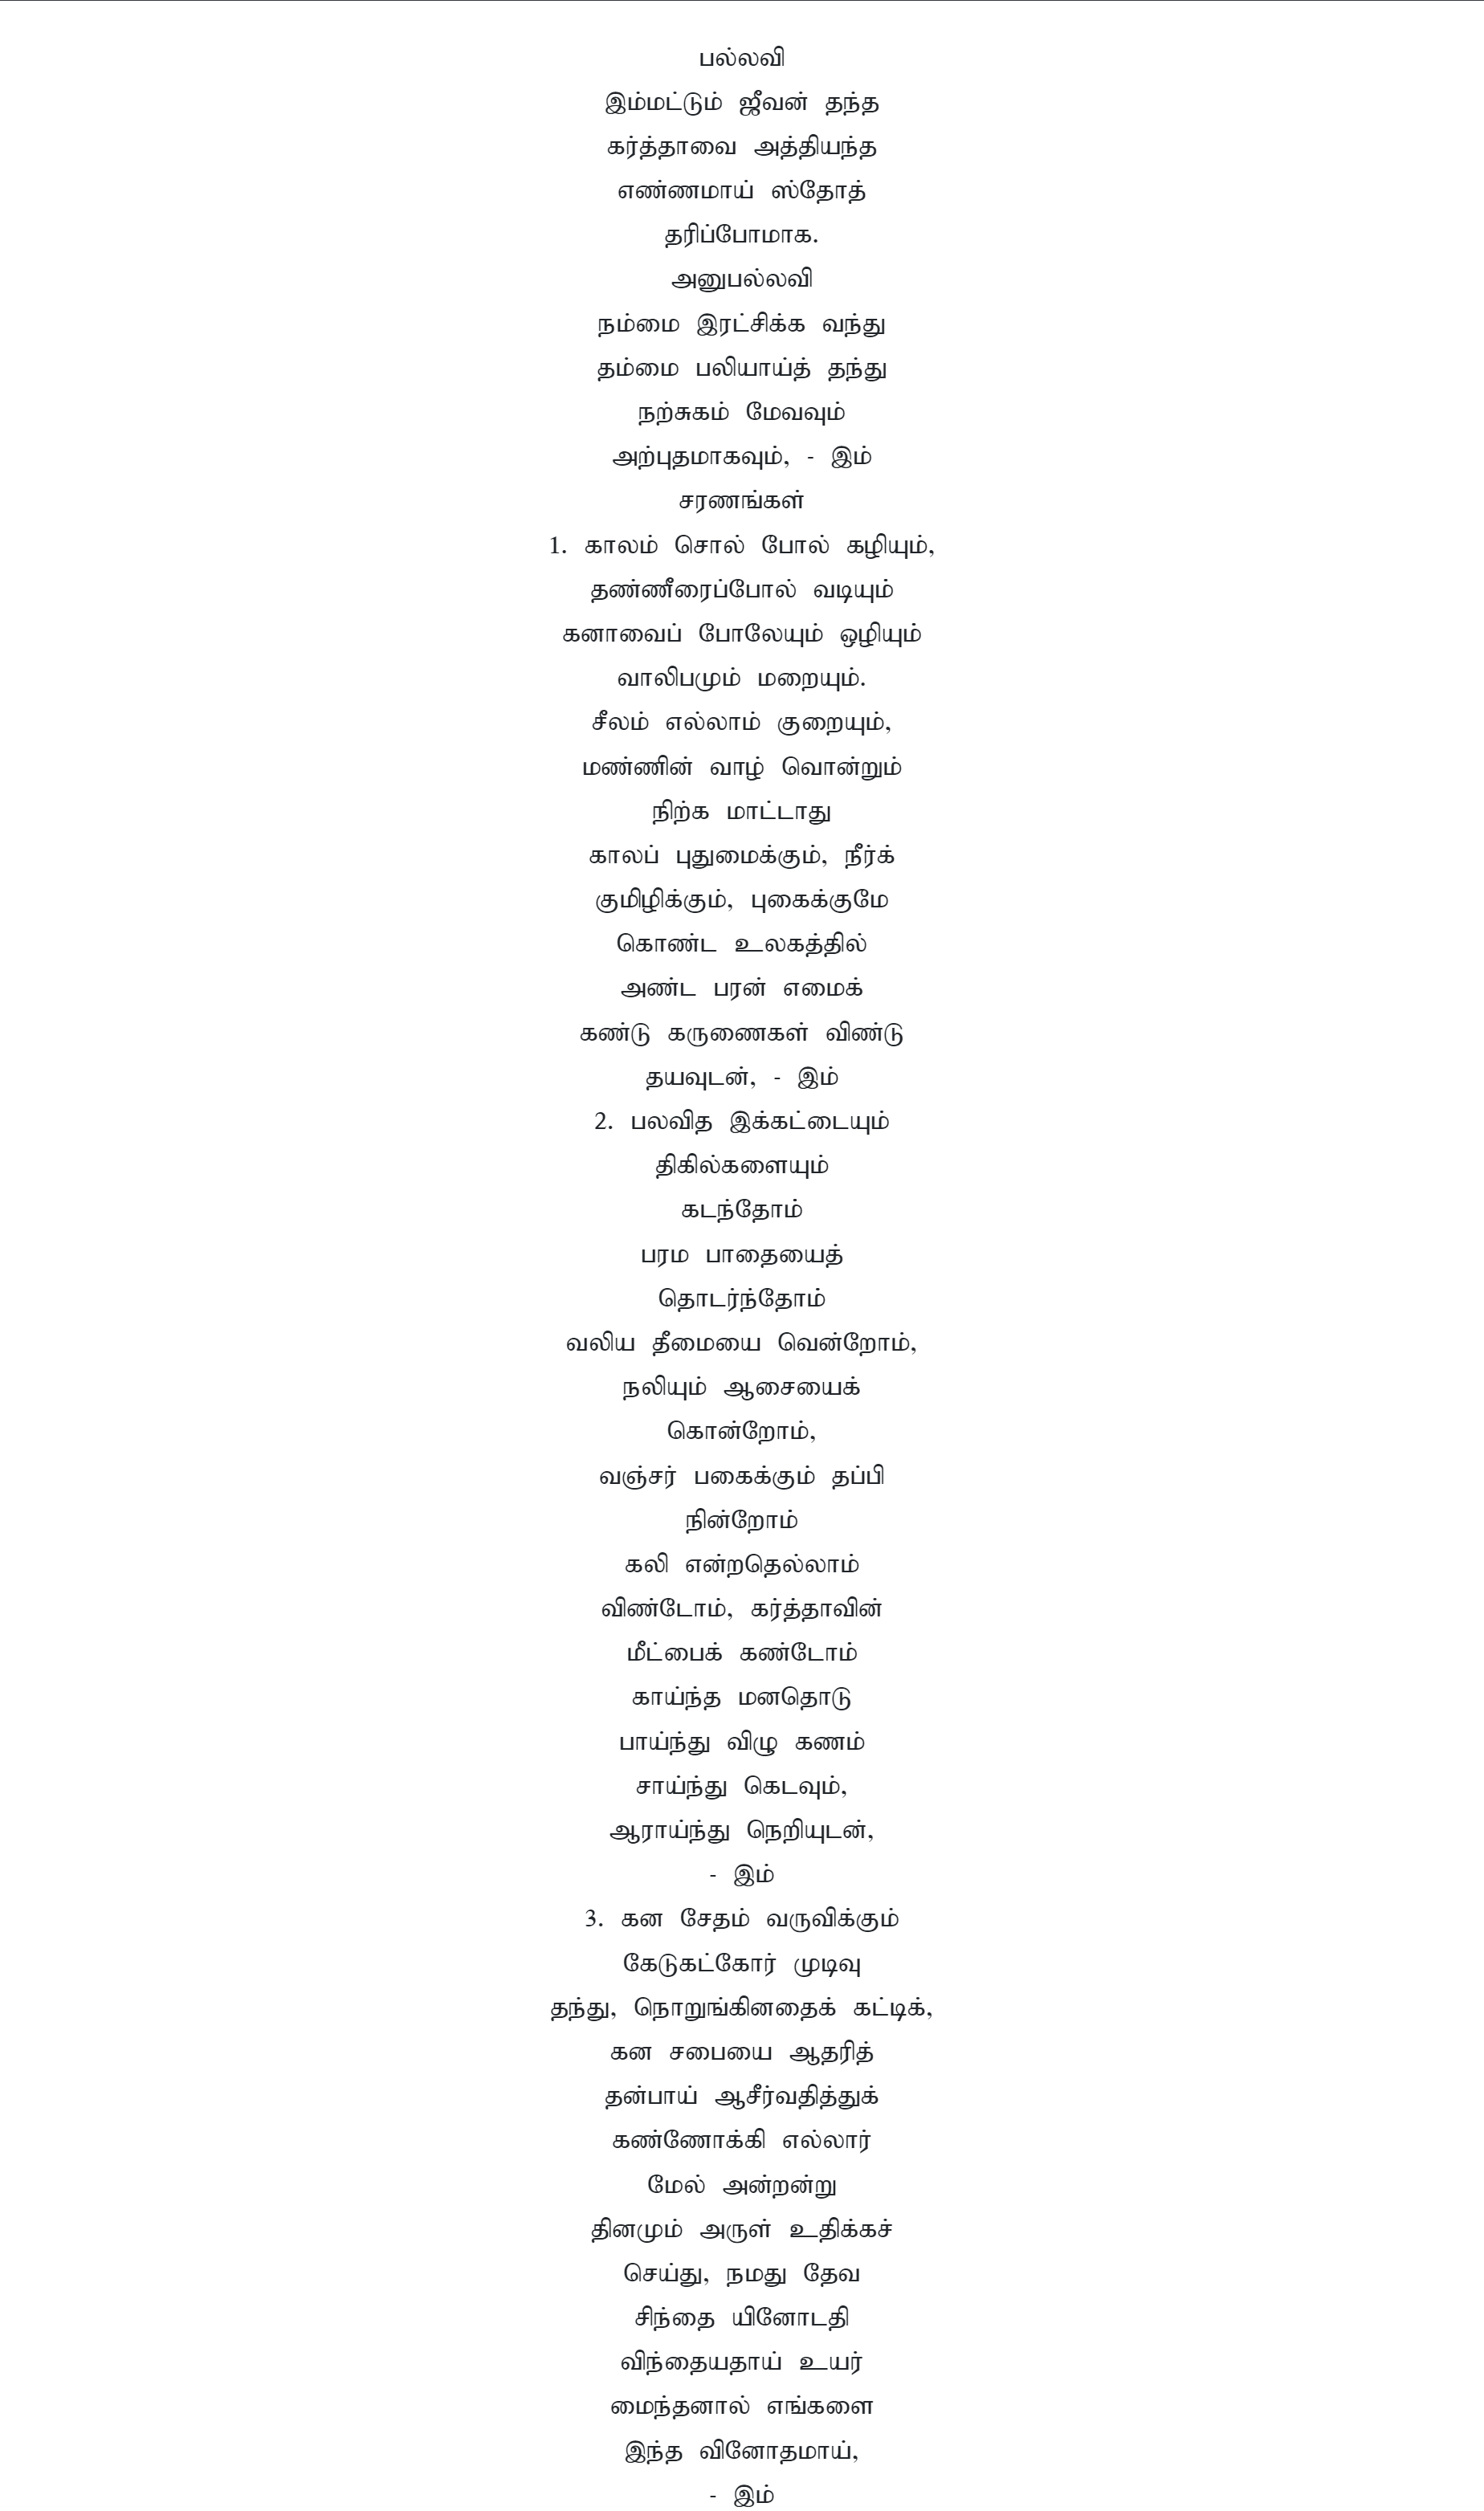 பல்லவி
இம்மட்டும் ஜீவன் தந்த
கர்த்தாவை அத்தியந்த
எண்ணமாய் ஸ்தோத்
தரிப்போமாக.
அனுபல்லவி
நம்மை இரட்சிக்க வந்து
தம்மை பலியாய்த் தந்து
நற்சுகம் மேவவும்
அற்புதமாகவும், - இம்
சரணங்கள்
1. காலம் சொல் போல் கழியும்,
தண்ணீரைப்போல் வடியும்
கனாவைப் போலேயும் ஒழியும்
வாலிபமும் மறையும்.
சீலம் எல்லாம் குறையும்,
மண்ணின் வாழ் வொன்றும்
நிற்க மாட்டாது
காலப் புதுமைக்கும், நீர்க்
குமிழிக்கும், புகைக்குமே
கொண்ட உலகத்தில்
அண்ட பரன் எமைக்
கண்டு கருணைகள் விண்டு
தயவுடன், - இம்
2. பலவித இக்கட்டையும்
திகில்களையும்
கடந்தோம்
பரம பாதையைத்
தொடர்ந்தோம்
வலிய தீமையை வென்றோம்,
நலியும் ஆசையைக்
கொன்றோம்,
வஞ்சர் பகைக்கும் தப்பி
நின்றோம்
கலி என்றதெல்லாம்
விண்டோம், கர்த்தாவின்
மீட்பைக் கண்டோம்
காய்ந்த மனதொடு
பாய்ந்து விழு கணம்
சாய்ந்து கெடவும்,
ஆராய்ந்து நெறியுடன்,
- இம்
3. கன சேதம் வருவிக்கும்
கேடுகட்கோர் முடிவு
தந்து, நொறுங்கினதைக் கட்டிக்,
கன சபையை ஆதரித்
தன்பாய் ஆசீர்வதித்துக்
கண்ணோக்கி எல்லார்
மேல் அன்றன்று
தினமும் அருள் உதிக்கச்
செய்து, நமது தேவ
சிந்தை யினோடதி
விந்தையதாய் உயர்
மைந்தனால் எங்களை
இந்த வினோதமாய்,
- இம்